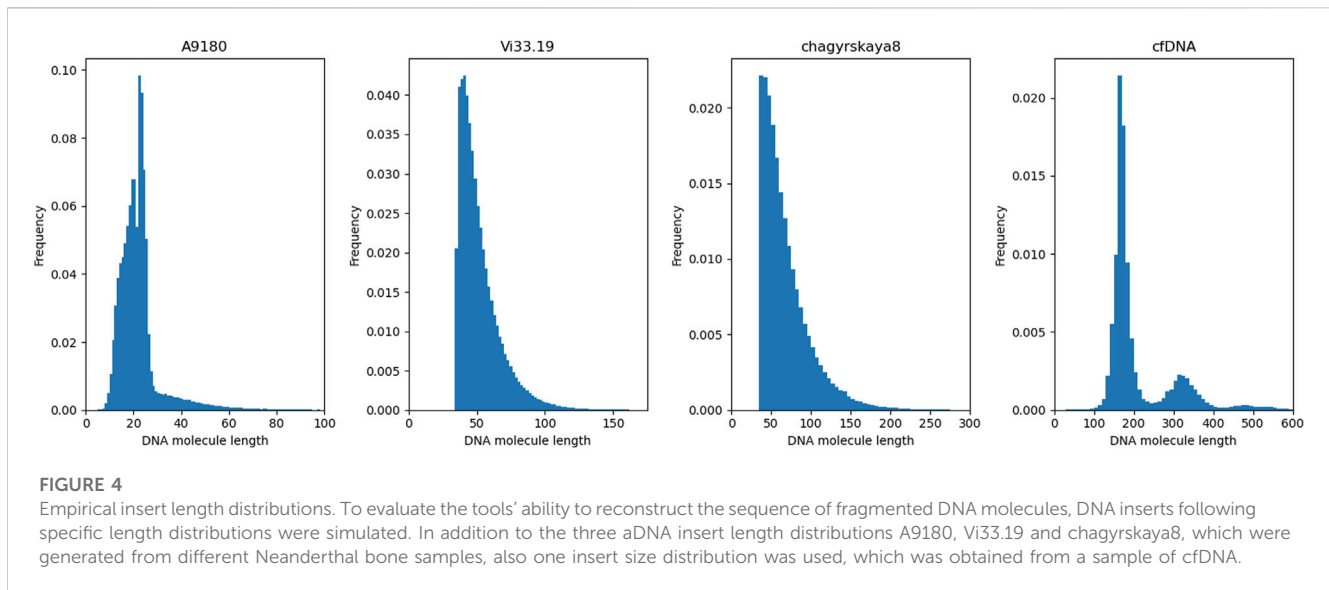 A9180
Vi33.19
chagyrskaya8
cfDNA
0.10
0.08
0.06
0.04
0.02
0.00
Frequency
0 20 40 60 80 100
DNA molecule length
0.040
0.035
0.030
0.025
0.020
0.015
0.010
0.005
0.000
Frequency
0 50 100 150
DNA molecule length
0.020
0.015
0.010
0.005
0.000
Frequency
0 50 100 150 200 250 300
DNA molecule length
0.020
0.015
0.010
0.005
0.000
Frequency
0 100 200 300 400 500 600
DNA molecule length
FIGURE 4
Empirical insert length distributions. To evaluate the tools' ability to reconstruct the sequence of fragmented DNA molecules, DNA inserts following
specific length distributions were simulated. In addition to the three aDNA insert length distributions A9180, Vi33.19 and chagyrskaya8, which were
generated from different Neanderthal bone samples, also one insert size distribution was used, which was obtained from a sample of cfDNA.